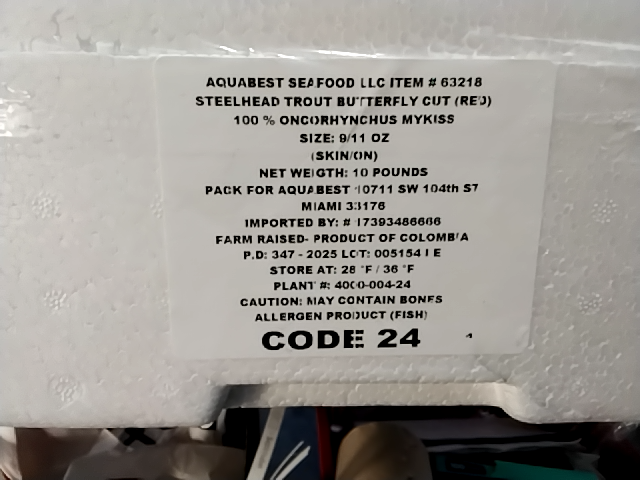 AQUABEST SEAFOOD LLC ITEM # 63218
STEELHEAD TROUT BUTTERFLY CUT (RED)
100 % ONCORHYNCHUS MYKISS
SIZE: 9/11 OZ
(SKIN/ON)
NET WEIGTH: 10 POUNDS
PACK FOR AQUABEST 10711 SW 104th ST
MIAMI 33176
IMPORTED BY: # 17393486666
FARM RAISED- PRODUCT OF COLOMBIA
P.D: 347 - 2025 LOT: 005154 I E
STORE AT: 28 °F / 36 °F
PLANT #: 4000-004-24
CAUTION: MAY CONTAIN BONES
ALLERGEN PRODUCT (FISH)
CODE 24